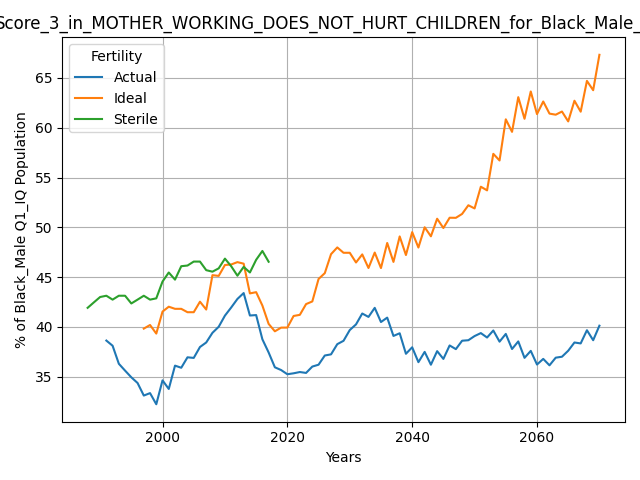 Score_3_in_MOTHER_WORKING_DOES_NOT_HURT_CHILDREN_for_Black_Male_
Fertility
Actual
Ideal
Sterile
% of Black_Male Q1_IQ Population
65
60
55
50
45
40
35
2000
2020
2040
2060
Years